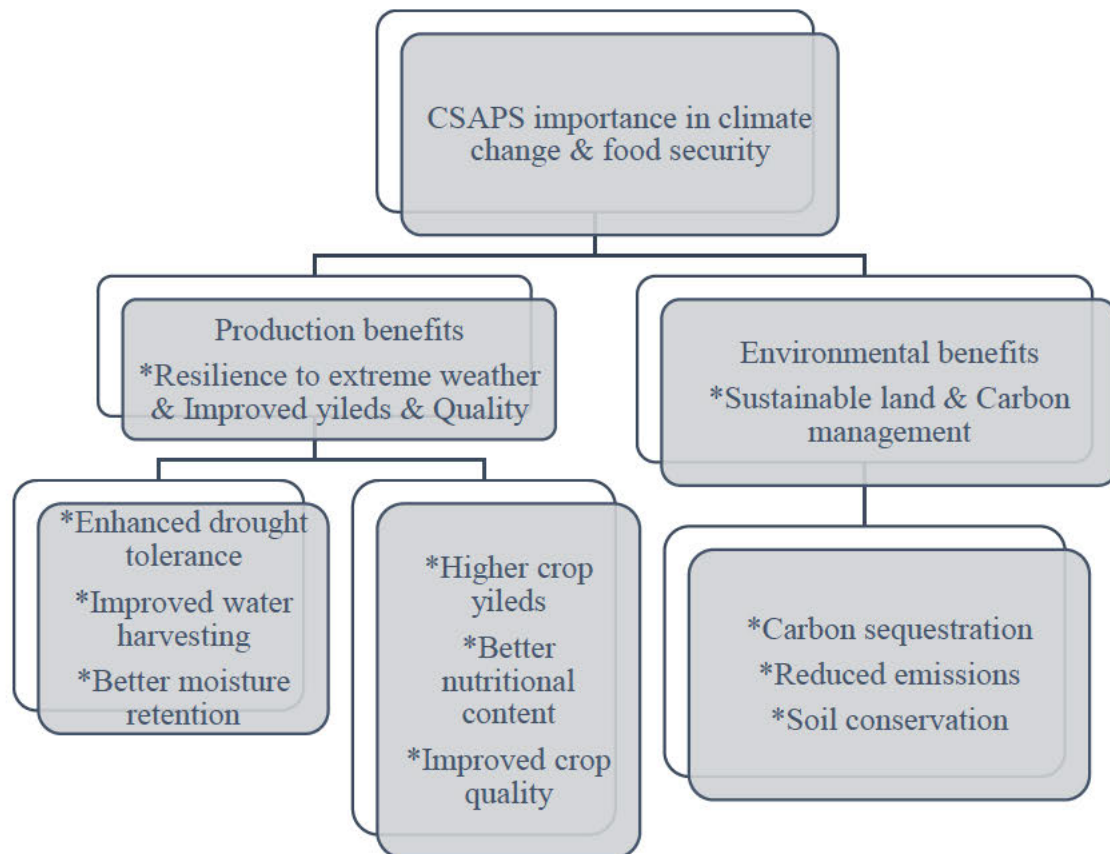 CSAPS importance in climate
change & food security
Production benefits
*Resilience to extreme weather
& Improved yileds & Quality
Environmental benefits
*Sustainable land & Carbon
management
*Enhanced drought
tolerance
*Improved water
harvesting
*Better moisture
retention
*Higher crop
yileds
*Better
nutritional
content
*Improved crop
quality
*Carbon sequestration
*Reduced emissions
*Soil conservation